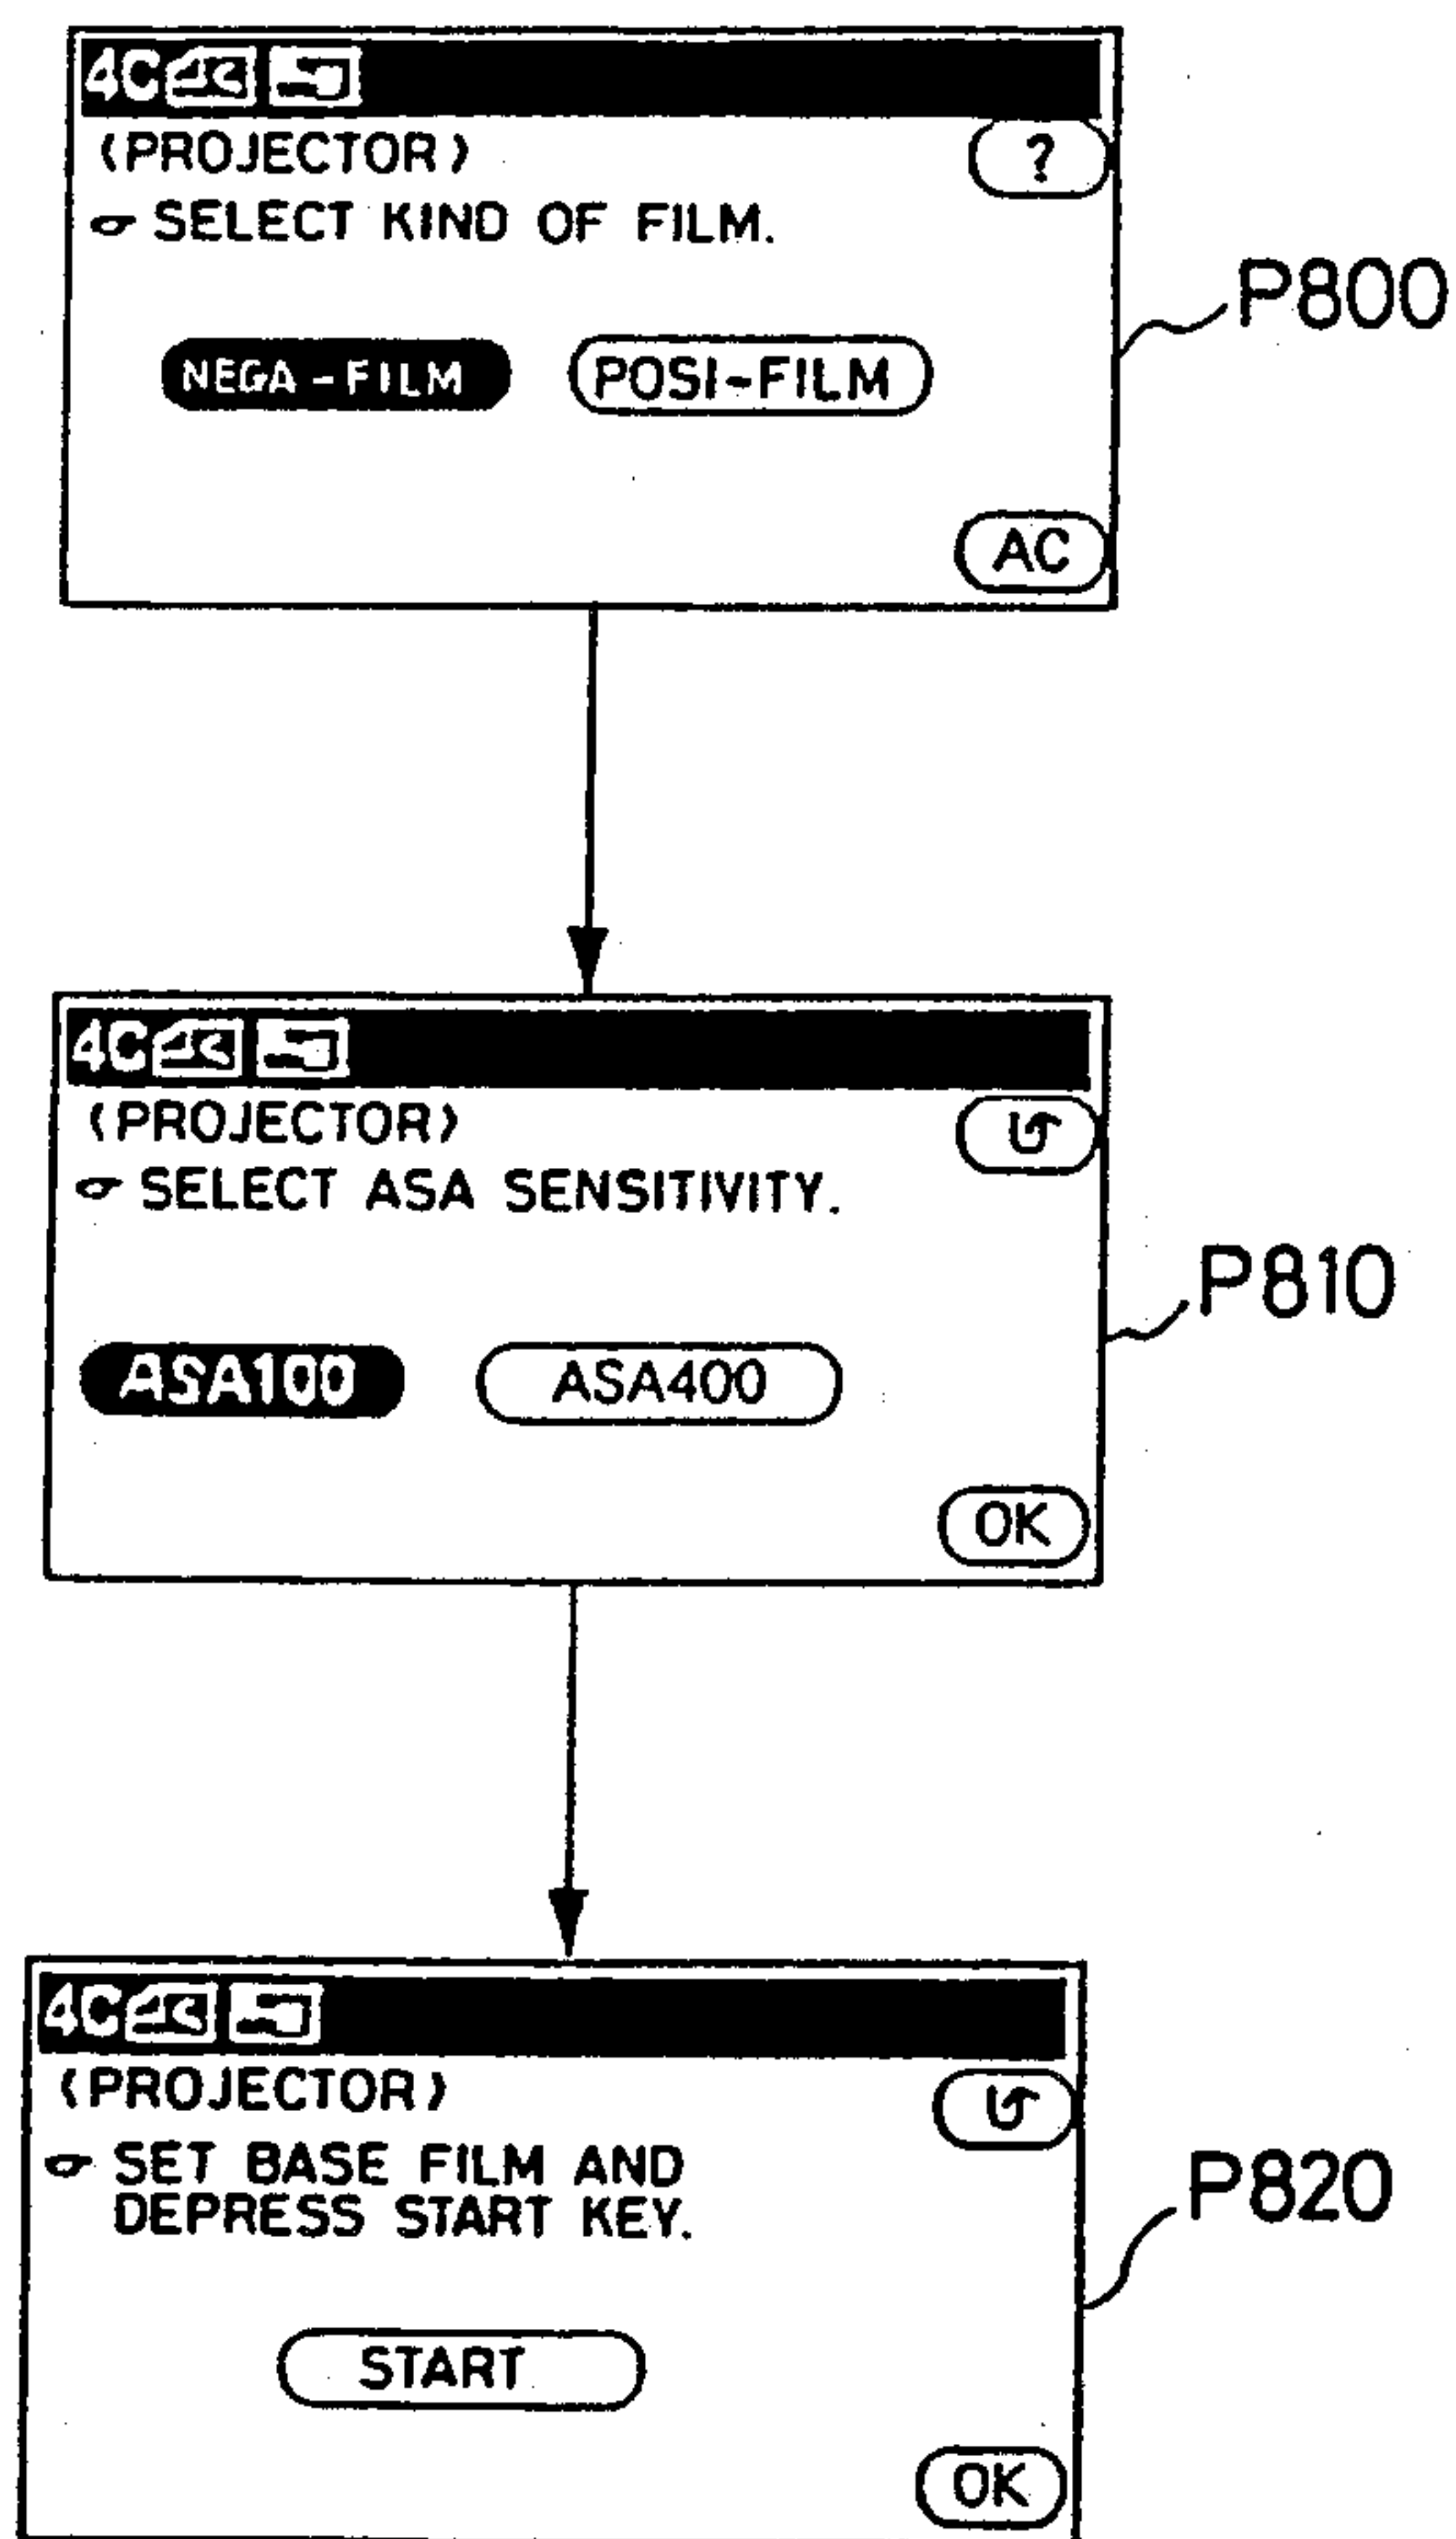 4C
(PROJECTOR)
?
SELECT KIND OF FILM.
P800
NEGA-FILM POSI-FILM
AC
4C
(PROJECTOR)
SELECT ASA SENSITIVITY.
P810
ASA100 ASA400
OK
4C
(PROJECTOR)
SET BASE FILM AND
DEPRESS START KEY.
P820
START
OK